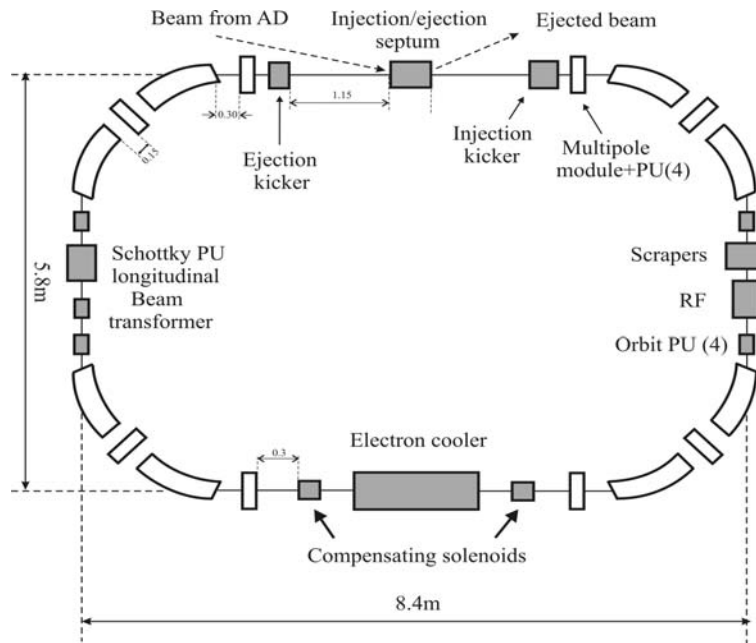 Beam from AD
Injection/ejection
septum
Ejected beam
0.30
1.15
0.15
Ejection
kicker
Injection
kicker
Multipole
module+PU(4)
Schottky PU
longitudinal
Beam
transformer
5.8m
Scrapers
RF
Orbit PU (4)
0.3
Electron cooler
Compensating solenoids
8.4m